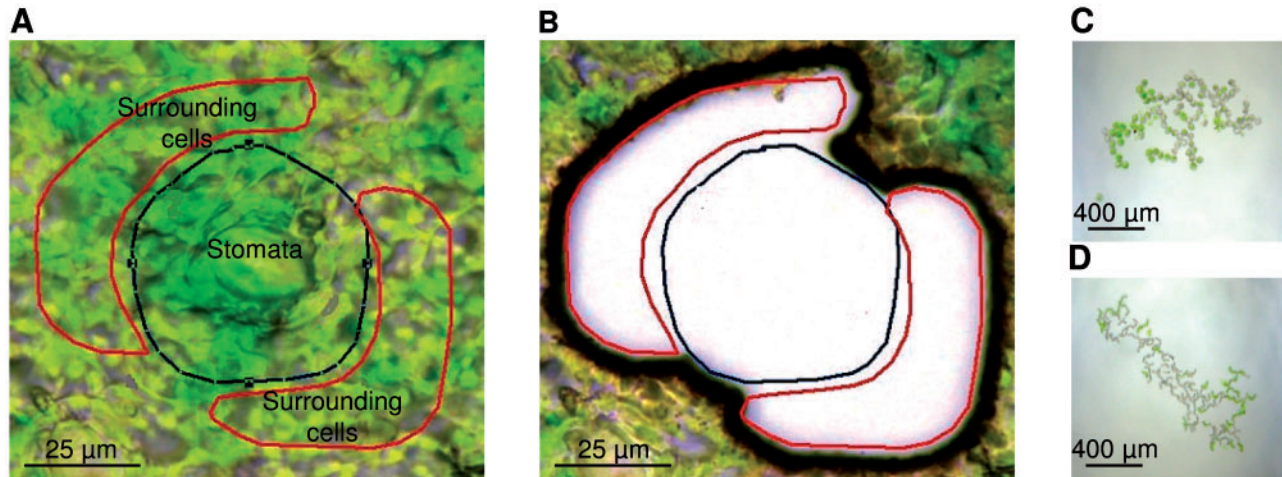 A
Surrounding
cells
Stomata
Surrounding
cells
25 µm
B
25 µm
C
400 µm
D
400 µm